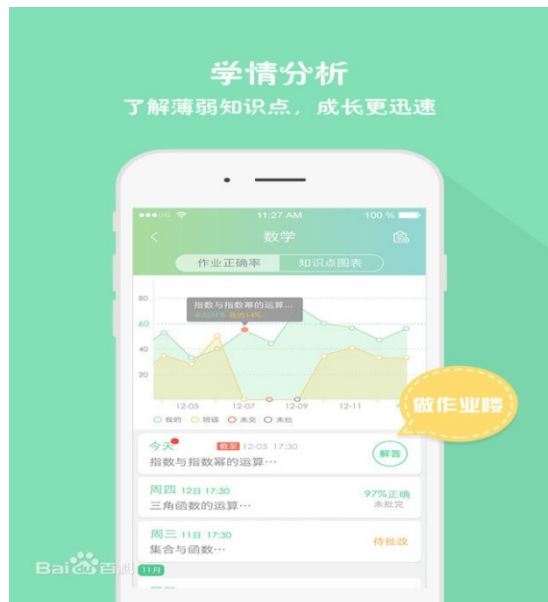 学情分析
了解薄弱知识点，成长更迅速
11:27 AM 100 %
数学
作业正确率 知识点图表
80
指数与指数幂的运算…
60
40
20
12-05 12-07 12-09 12-11
我的 班级 未交 未批
做作业喽
今天 截至 12-05 17:30
指数与指数幂的运算…
解答
周四 12日 17:30
三角函数的运算…
97%正确
未批完
周三 11日 17:30
集合与函数…
待批改
Baidu百科
11月